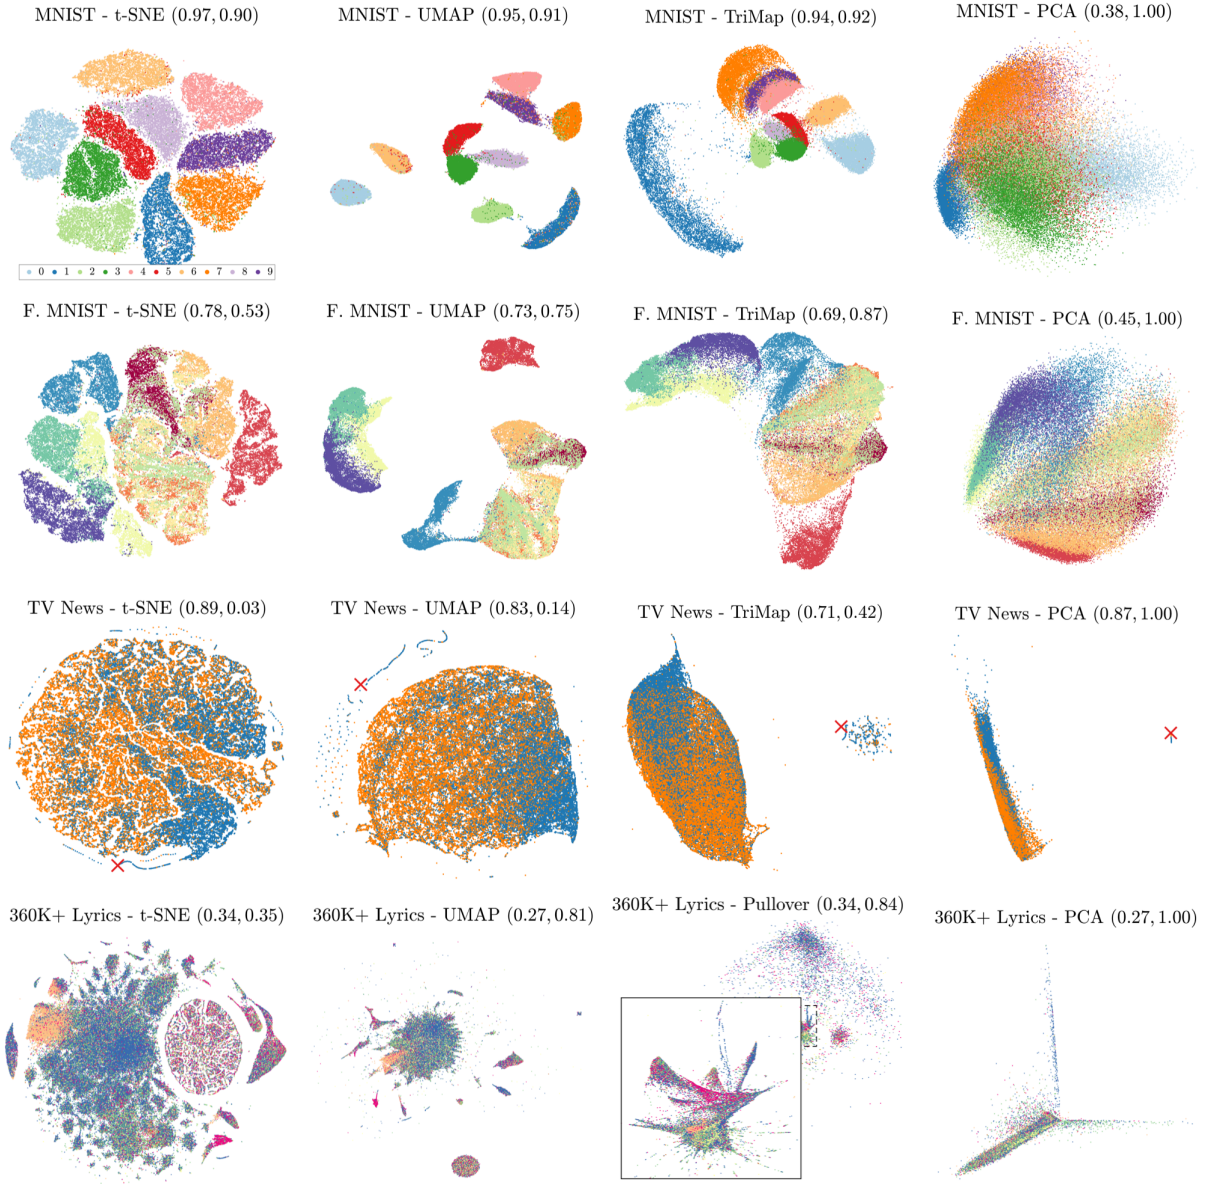 MNIST - t-SNE (0.97, 0.90)
MNIST - UMAP (0.95, 0.91)
MNIST - TriMap (0.94, 0.92)
MNIST - PCA (0.38, 1.00)
0 1 2 3 4 5 6 7 8 9
F. MNIST - t-SNE (0.78, 0.53)
F. MNIST - UMAP (0.73, 0.75)
F. MNIST - TriMap (0.69, 0.87)
F. MNIST - PCA (0.45, 1.00)
TV News - t-SNE (0.89, 0.03)
TV News - UMAP (0.83, 0.14)
TV News - TriMap (0.71, 0.42)
TV News - PCA (0.87, 1.00)
360K+ Lyrics - t-SNE (0.34, 0.35)
360K+ Lyrics - UMAP (0.27, 0.81)
360K+ Lyrics - Pullover (0.34, 0.84)
360K+ Lyrics - PCA (0.27, 1.00)